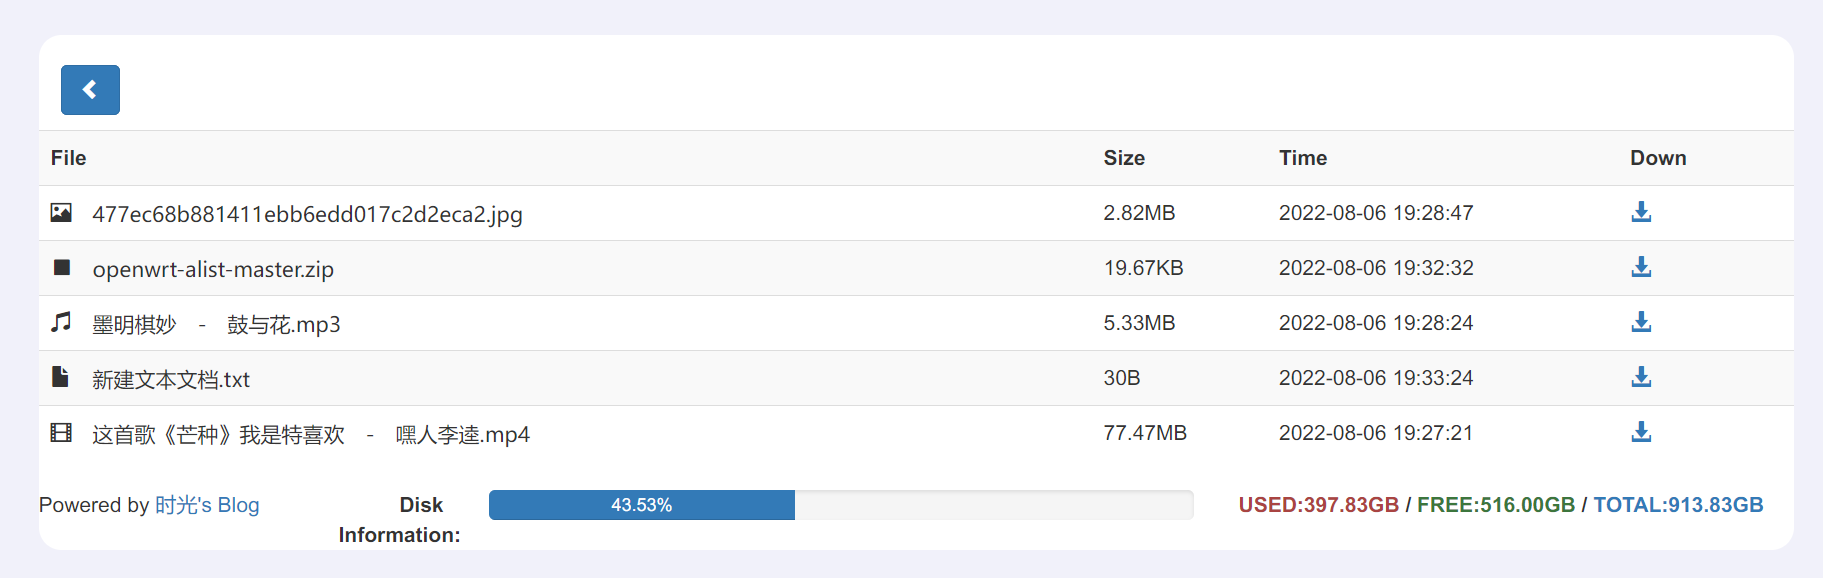 File Size Time Down
477ec68b881411ebb6edd017c2d2eca2.jpg 2.82MB 2022-08-06 19:28:47
openwrt-alist-master.zip 19.67KB 2022-08-06 19:32:32
墨明棋妙 - 鼓与花.mp3 5.33MB 2022-08-06 19:28:24
新建文本文档.txt 30B 2022-08-06 19:33:24
这首歌《芒种》我是特喜欢 - 嘿人李逵.mp4 77.47MB 2022-08-06 19:27:21
Powered by 时光's Blog Disk 43.53% USED:397.83GB / FREE:516.00GB / TOTAL:913.83GB
Information: